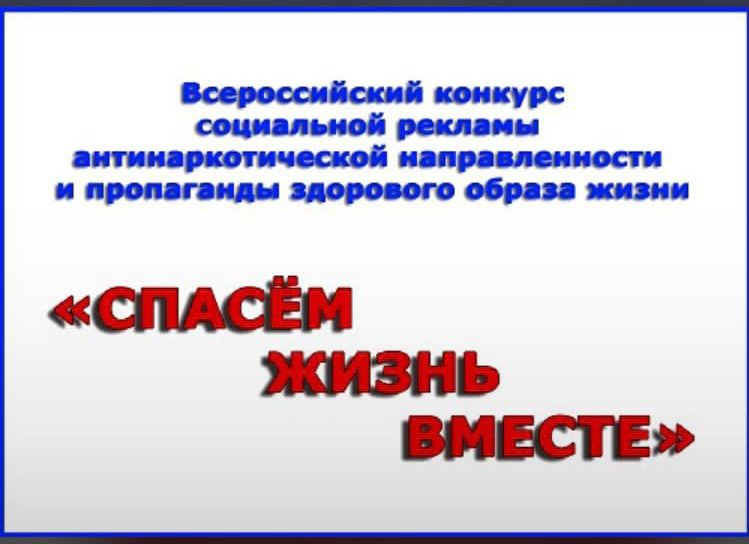 Всероссийский конкурс
социальной рекламы
антинаркотической направленности
и пропаганды здорового образа жизни
«СПАСЁМ
ЖИЗНЬ
ВМЕСТЕ»